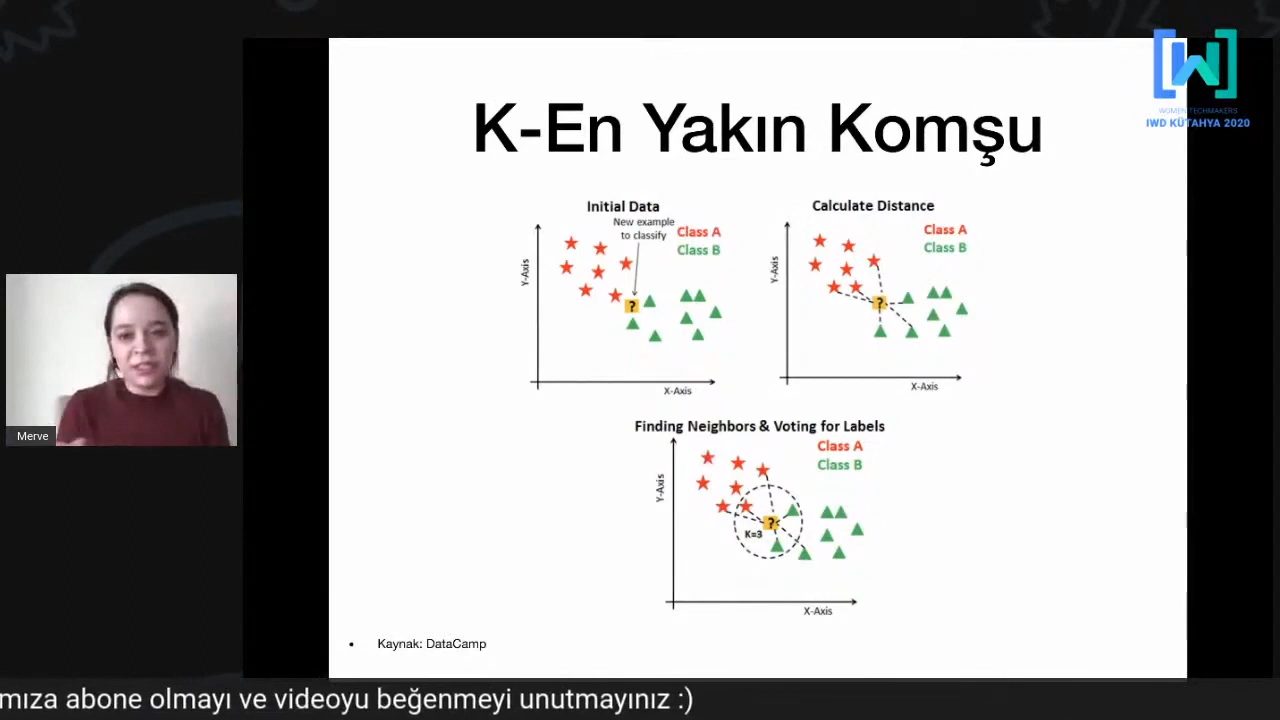 WOMEN TECHMAKERS
IWD KÜTAHYA 2020
K-En Yakın Komşu
Initial Data
New example
to classify
Class A
Class B
Y-Axis
?
X-Axis
Calculate Distance
Class A
Class B
Y-Axis
?
X-Axis
Finding Neighbors & Voting for Labels
Class A
Class B
Y-Axis
?
K=3
X-Axis
• Kaynak: DataCamp
Merve
mıza abone olmayı ve videoyu beğenmeyi unutmayınız :)